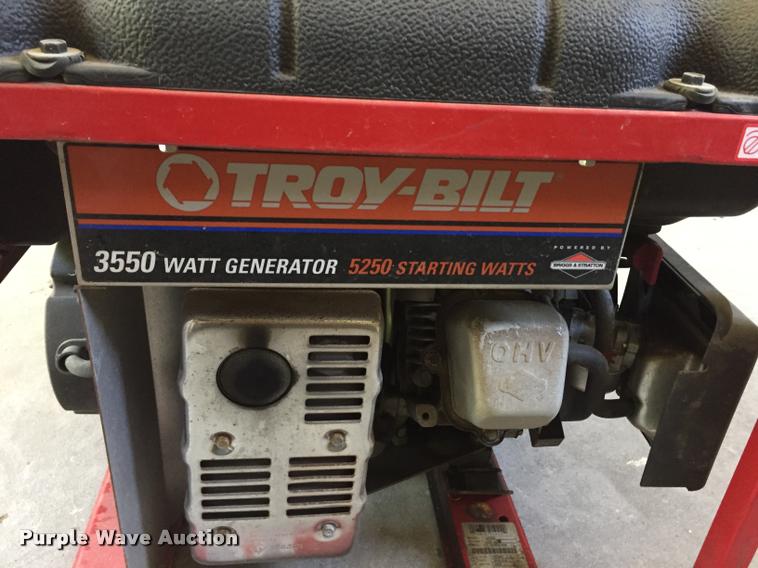 TROY-BILT
3550 WATT GENERATOR 5250 STARTING WATTS
POWERED BY
BRIGGS & STRATTON
OHV
Purple Wave Auction